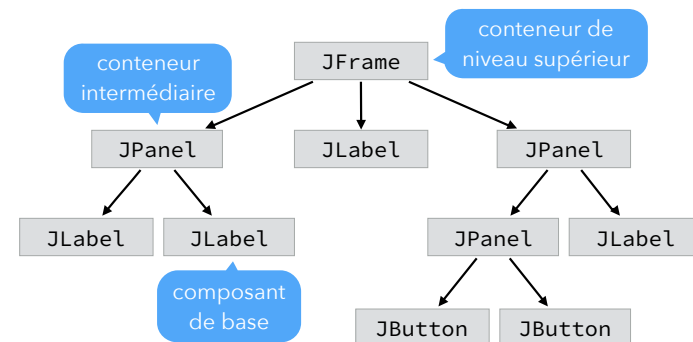 conteneur de
niveau supérieur
JFrame
conteneur
intermédiaire
JPanel
JLabel
JPanel
JLabel
JLabel
JPanel
JLabel
composant
de base
JButton
JButton